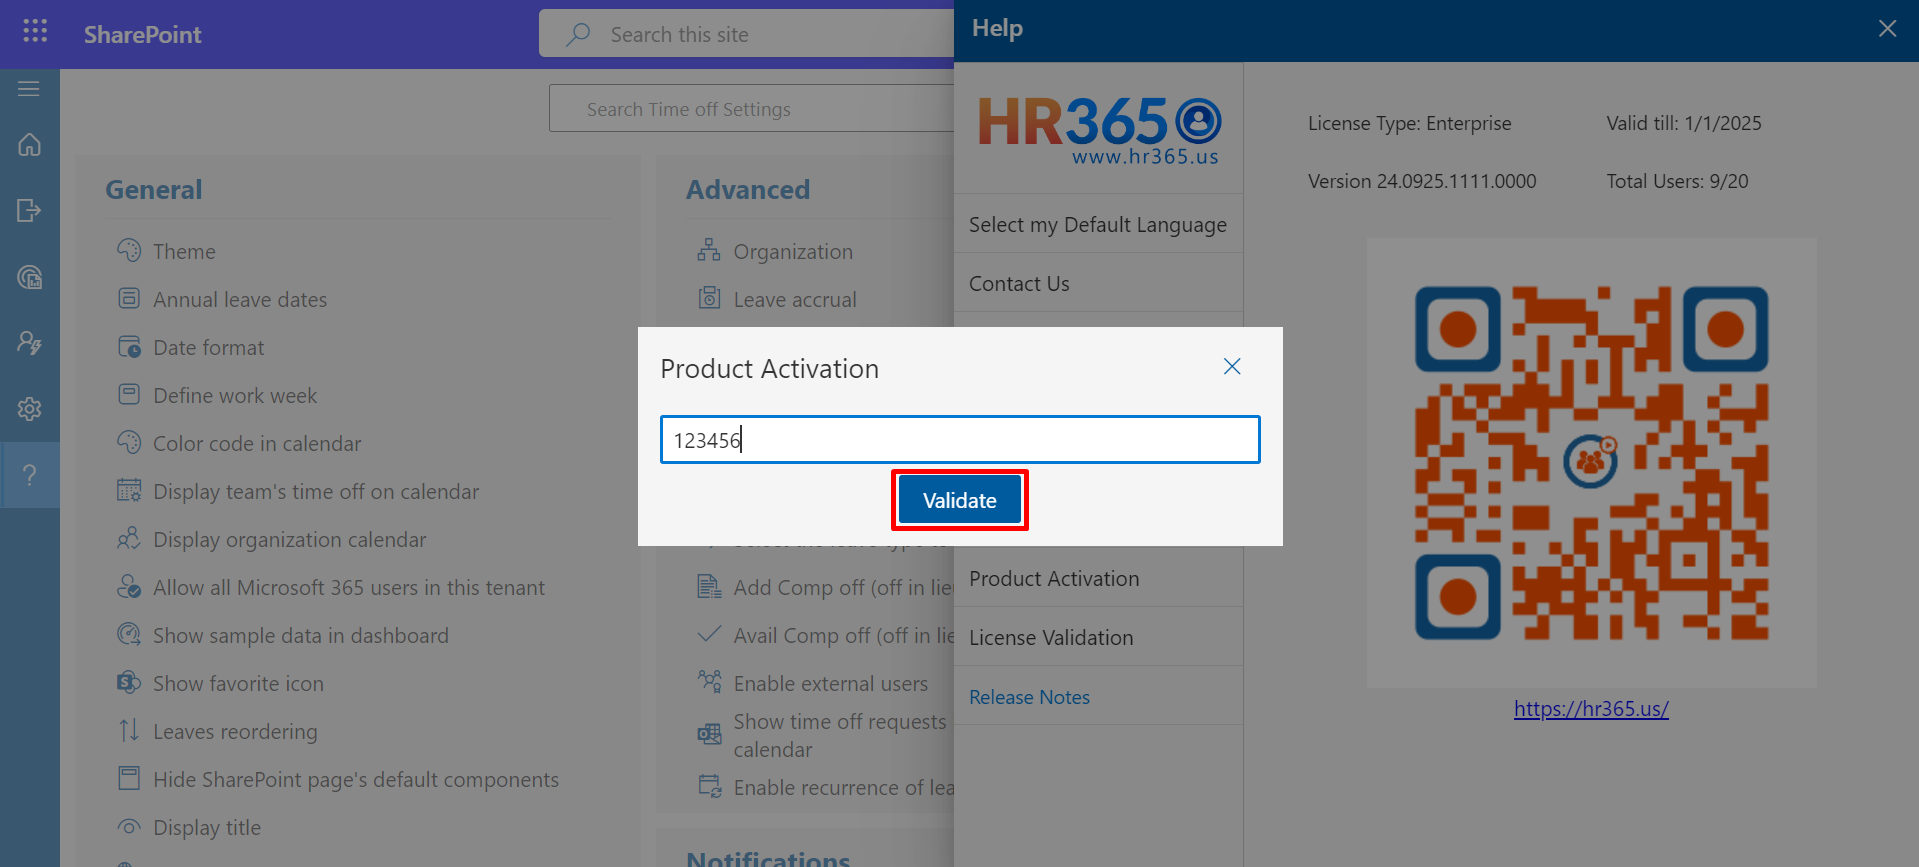 SharePoint
Search this site
Help
Search Time off Settings
General
Theme
Annual leave dates
Date format
Define work week
Color code in calendar
Display team's time off on calendar
Display organization calendar
Allow all Microsoft 365 users in this tenant
Show sample data in dashboard
Show favorite icon
Leaves reordering
Hide SharePoint page's default components
Display title
Advanced
Organization
Leave accrual
Add Comp off (off in lieu
Avail Comp off (off in lie
Enable external users
Show time off requests
calendar
Enable recurrence of lea
Notifications
Product Activation
123456
Validate
HR365
www.hr365.us
Select my Default Language
Contact Us
Product Activation
License Validation
Release Notes
License Type: Enterprise
Valid till: 1/1/2025
Version 24.0925.1111.0000
Total Users: 9/20
https://hr365.us/